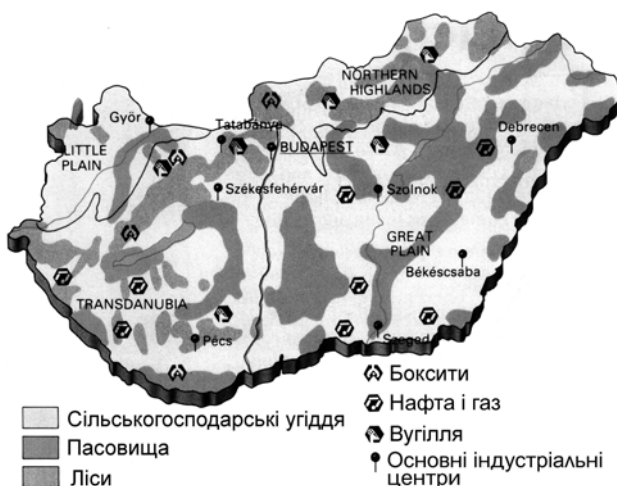 NORTHERN
HIGHLANDS
Győr
Tatabánya
Debrecen
LITTLE
PLAIN
BUDAPEST
Székesfehérvár
Szolnok
GREAT
PLAIN
Békéscsaba
TRANSDANUBIA
Pécs
Szegad
Боксити
Нафта і газ
Вугілля
Основні індустріальні
центри
Сільськогосподарські угіддя
Пасовища
Ліси